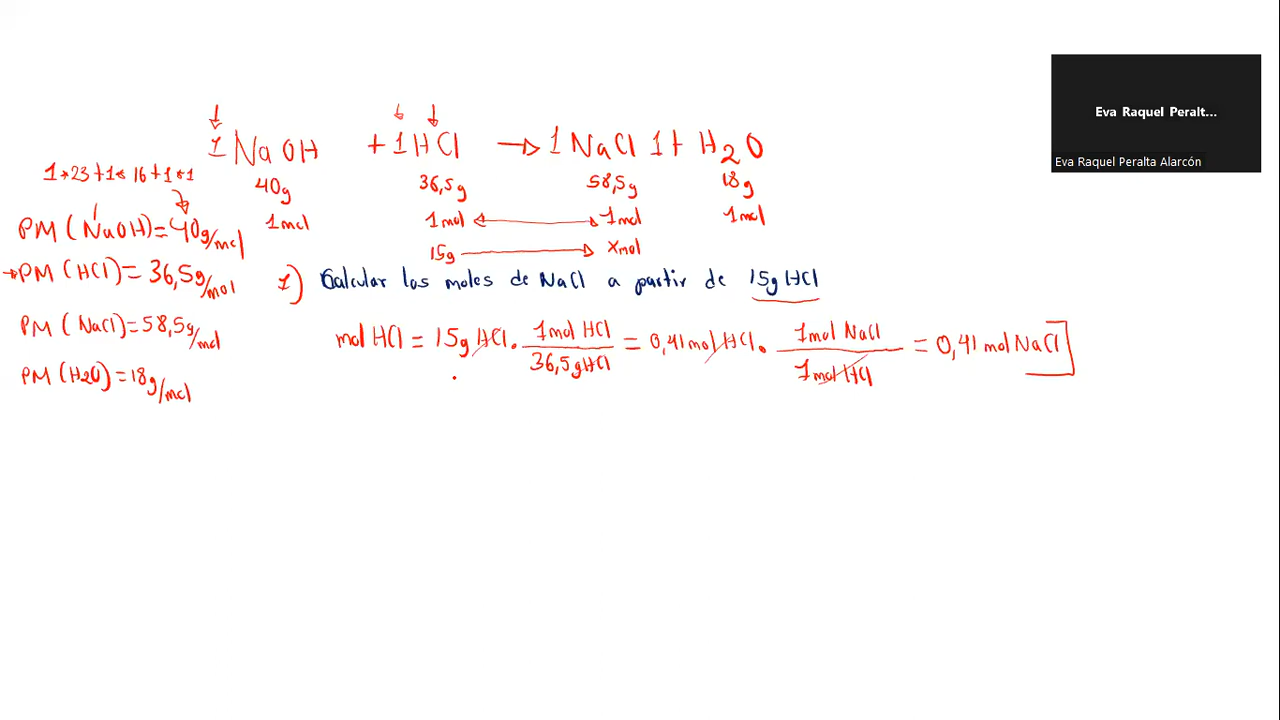 Eva Raquel Peralt...
Eva Raquel Peralta Alarcón
1 NaOH + 1 HCl → 1 NaCl 1 + H2O
1*23+1*16+1*1
40g 36,5g 58,5g 18g
1mol 1mol ↔ 1mol 1mol
15g → Xmol
PM(NaOH)=40g/mol
→PM(HCl)=36,5g/mol
PM(NaCl)=58,5g/mol
PM(H2O)=18g/mol
1) Calcular los moles de NaCl a partir de 15g HCl
mol HCl = 15g HCl · 1mol HCl / 36,5g HCl = 0,41 mol HCl · 1mol NaCl / 1mol HCl = 0,41 mol NaCl